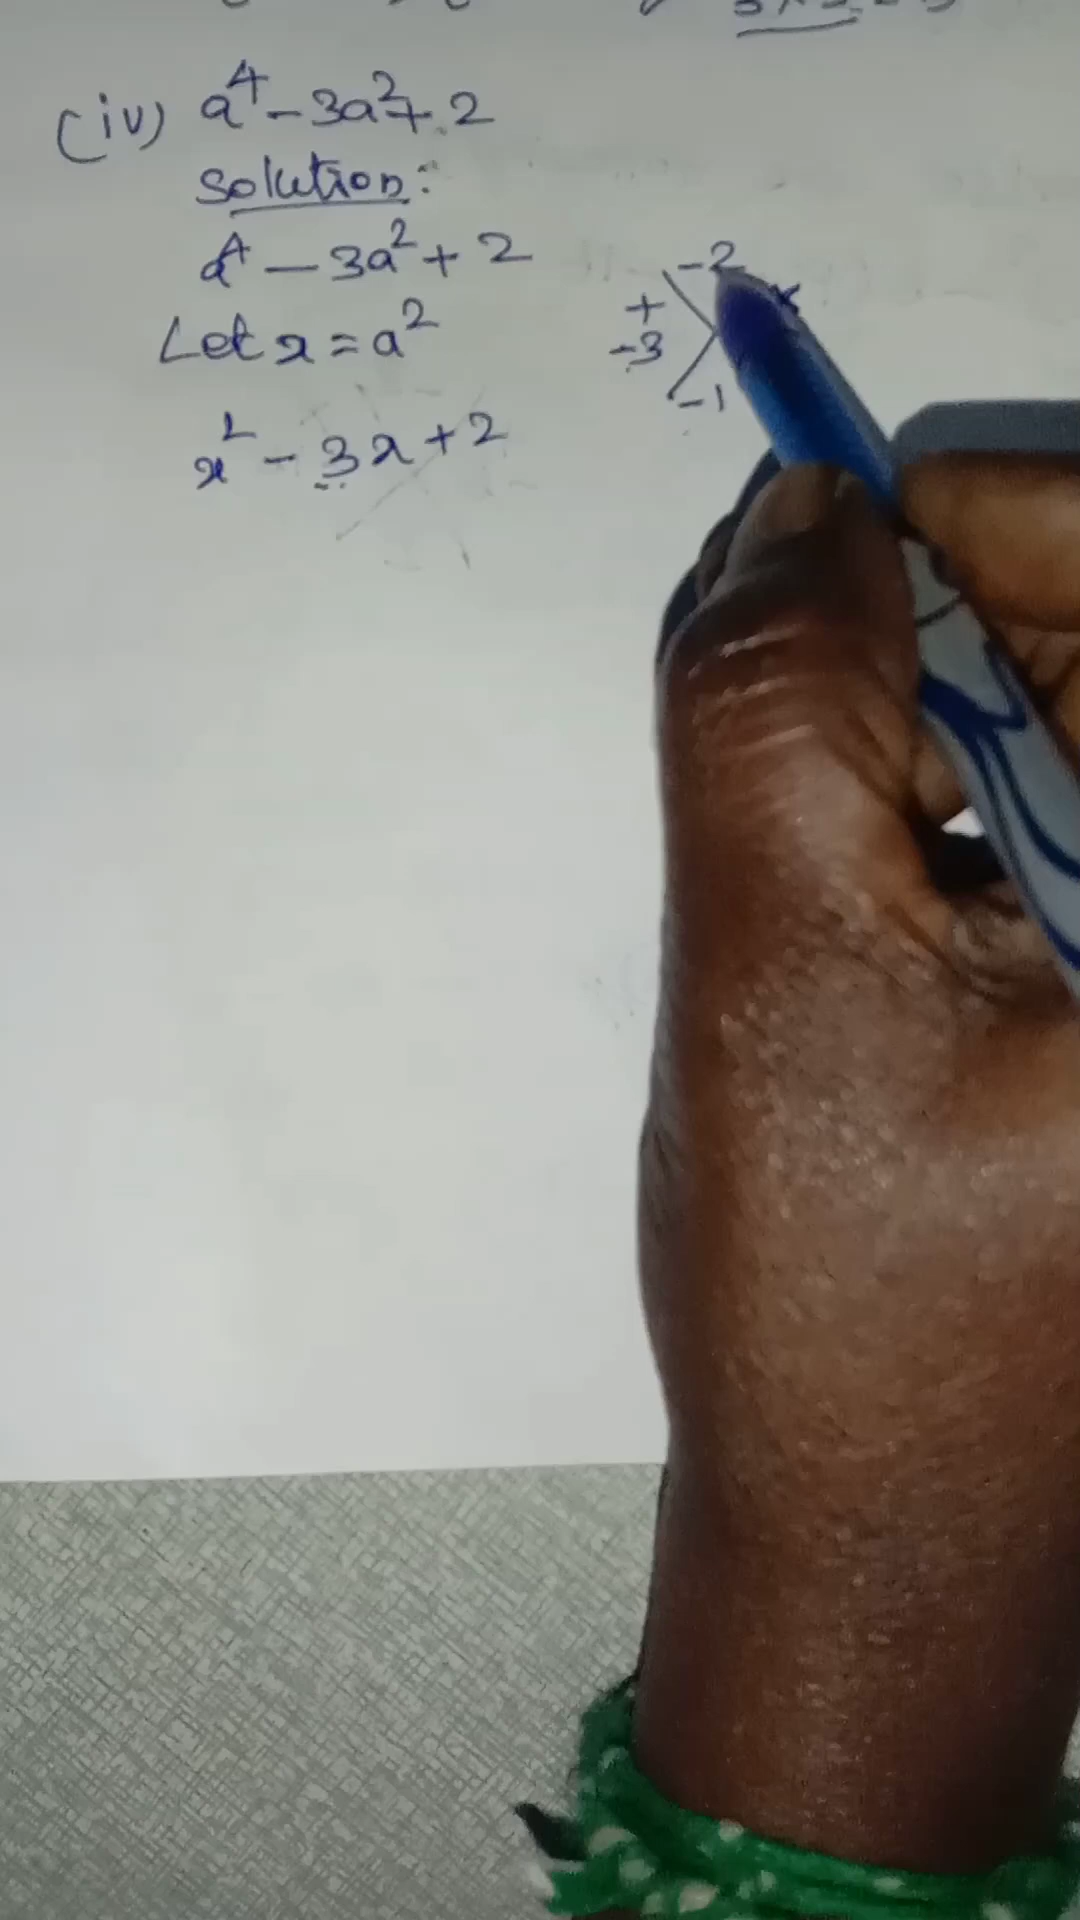 (iv) a⁴ - 3a² + 2
Solution:
a⁴ - 3a² + 2
Let x = a²
x² - 3x + 2
-2
+
-3
-1
x